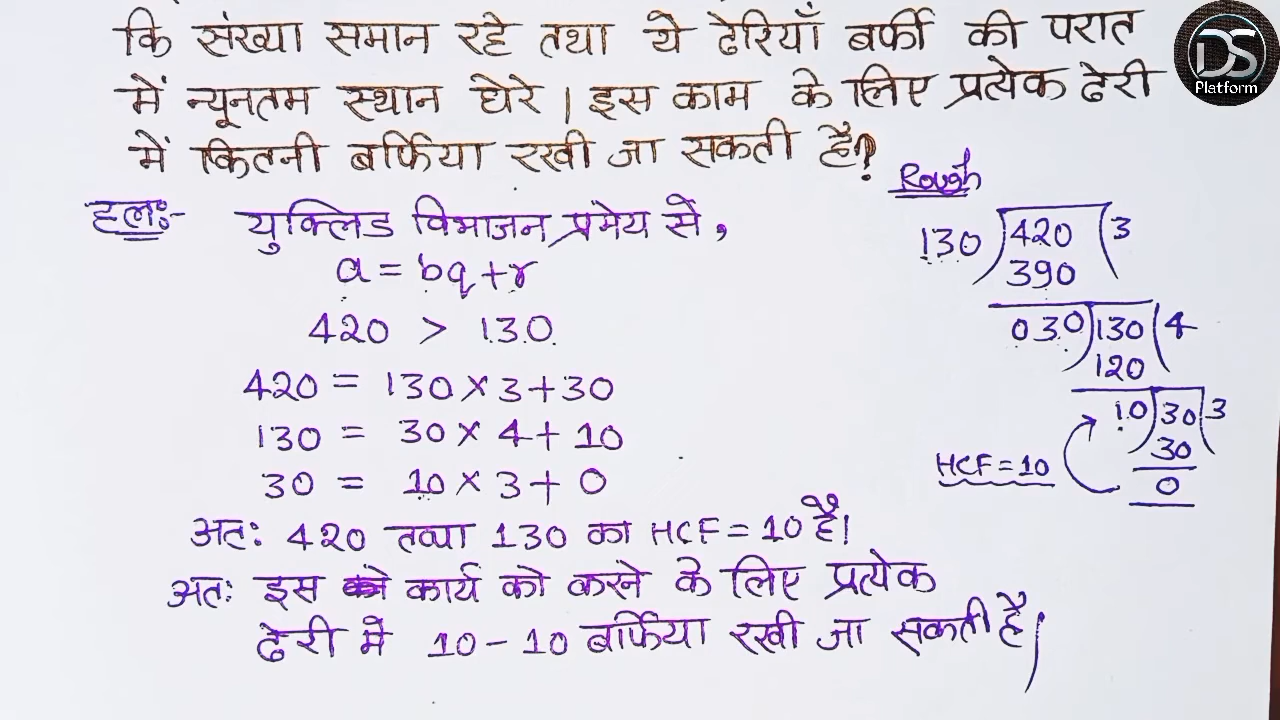 कि संख्या समान रहे तथा ये ढेरियाँ बर्फी की परात
में न्यूनतम स्थान घेरे। इस काम के लिए प्रत्येक ढेरी
में कितनी बर्फिया रखी जा सकती है?
DS
Platform
हलः- युक्लिड विभाजन प्रमेय से,
a = bq + r
420 > 130
420 = 130 × 3 + 30
130 = 30 × 4 + 10
30 = 10 × 3 + 0
अतः 420 तथा 130 का HCF = 10 है।
अतः इस कार्य को करने के लिए प्रत्येक
ढेरी मे 10 - 10 बर्फिया रखी जा सकती है।
Rough
130 ) 420 ( 3
390
030 ) 130 ( 4
120
10 ) 30 ( 3
30
0
HCF = 10